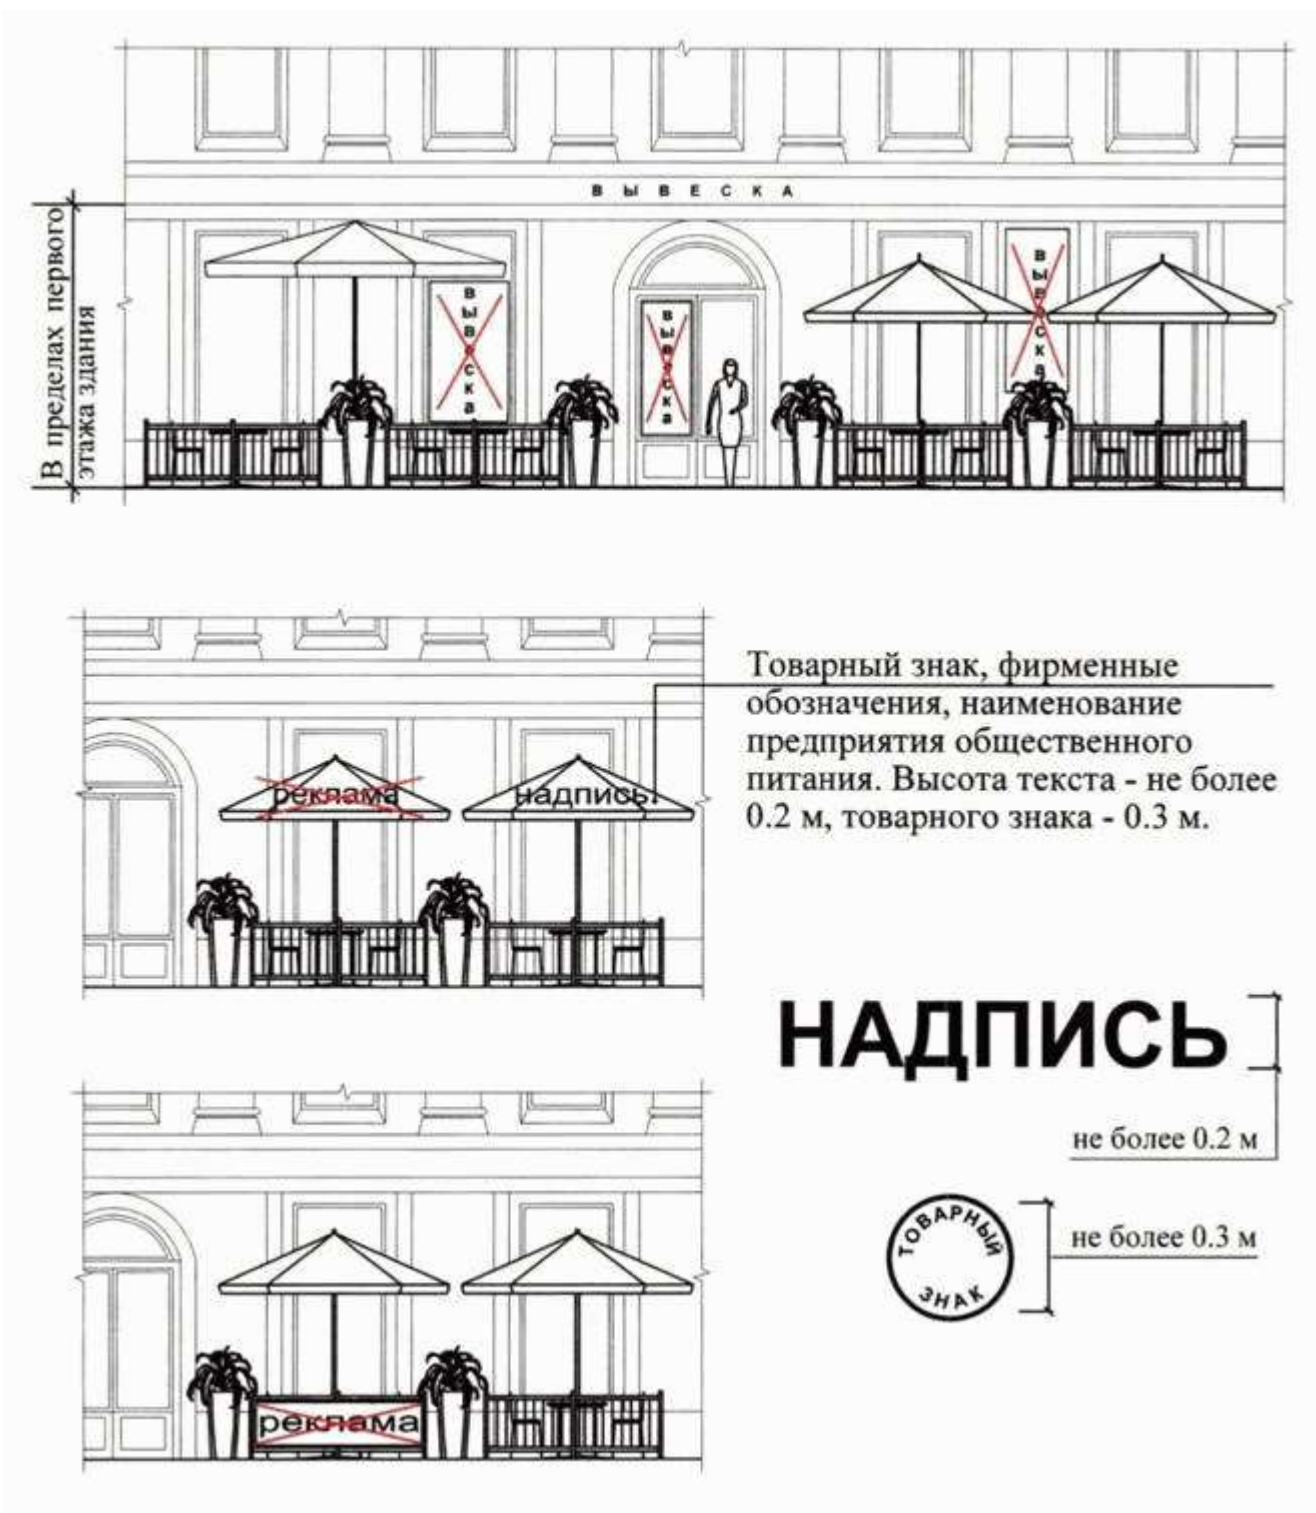 ВЫВЕСКА
В пределах первого
этажа здания
Вывеска
Вывеска
Вывеска
Товарный знак, фирменные
обозначения, наименование
предприятия общественного
питания. Высота текста - не более
0.2 м, товарного знака - 0.3 м.
реклама
надпись
НАДПИСЬ
не более 0.2 м
ТОВАРНЫЙ
ЗНАК
не более 0.3 м
реклама